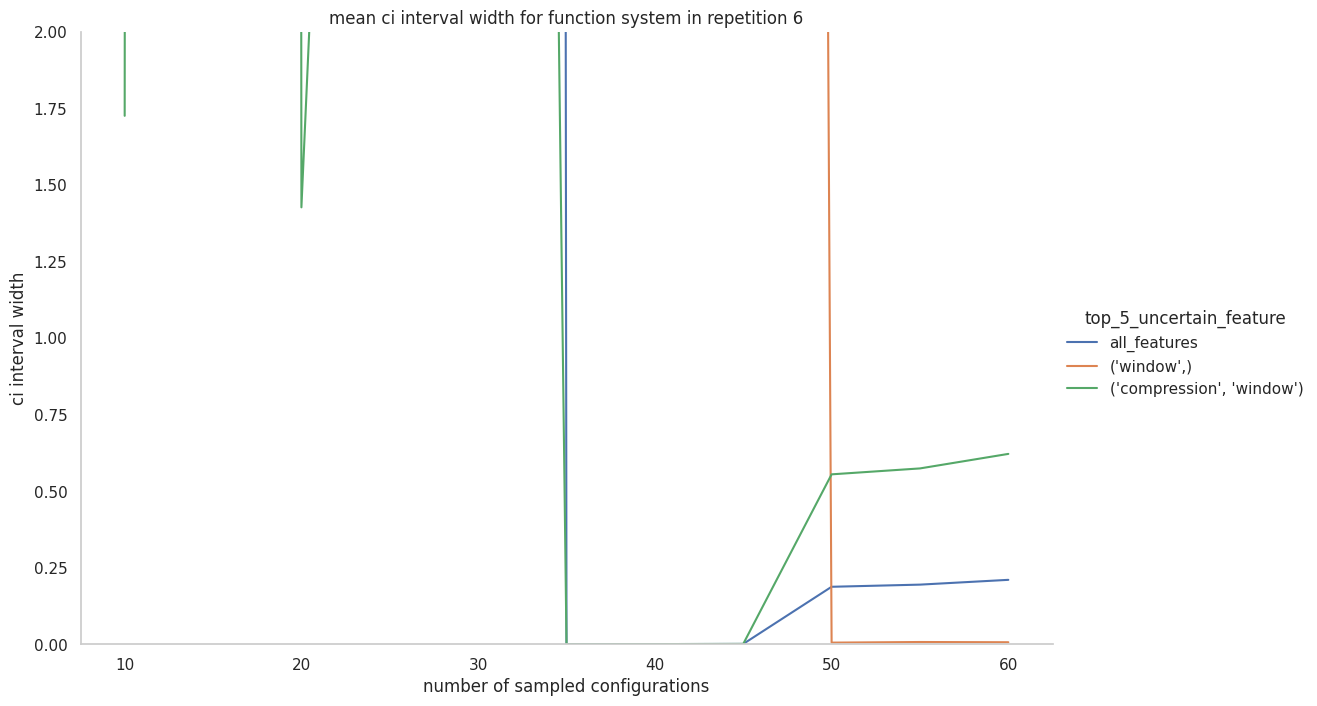 mean ci interval width for function system in repetition 6
2.00
1.75
1.50
1.25
1.00
0.75
0.50
0.25
0.00
ci interval width
10
20
30
40
50
60
number of sampled configurations
top_5_uncertain_feature
all_features
('window',)
('compression', 'window')